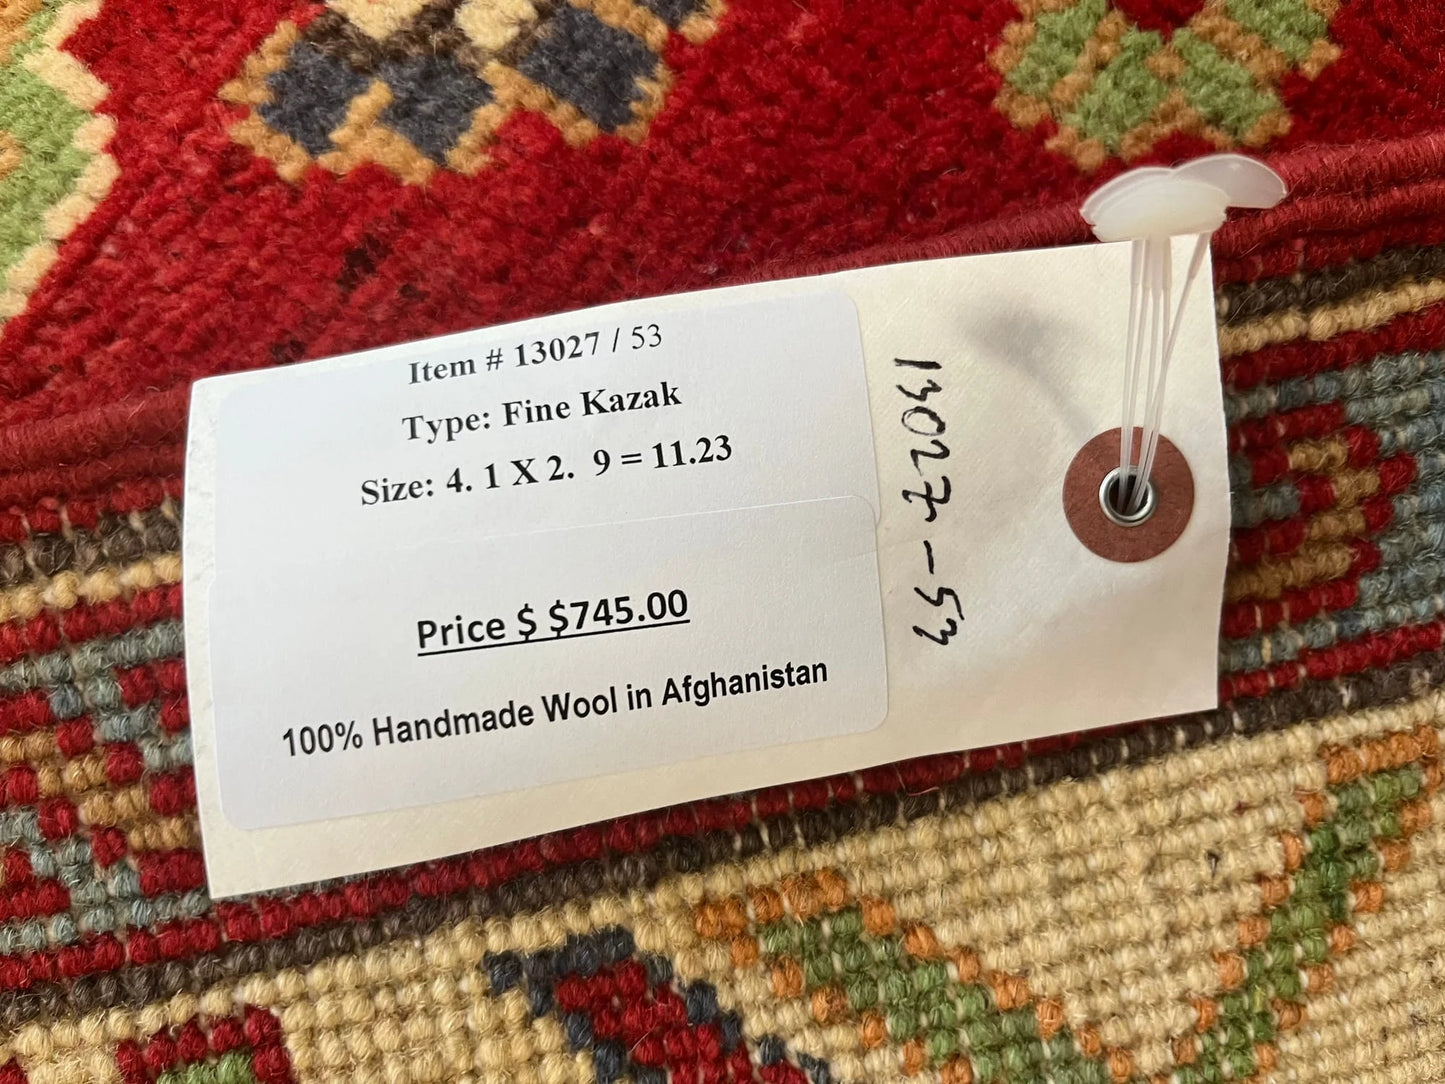 Item # 13027 / 53
Type: Fine Kazak
Size: 4. 1 X 2.  9 = 11.23
Price $ $745.00
100% Handmade Wool in Afghanistan
13027-53